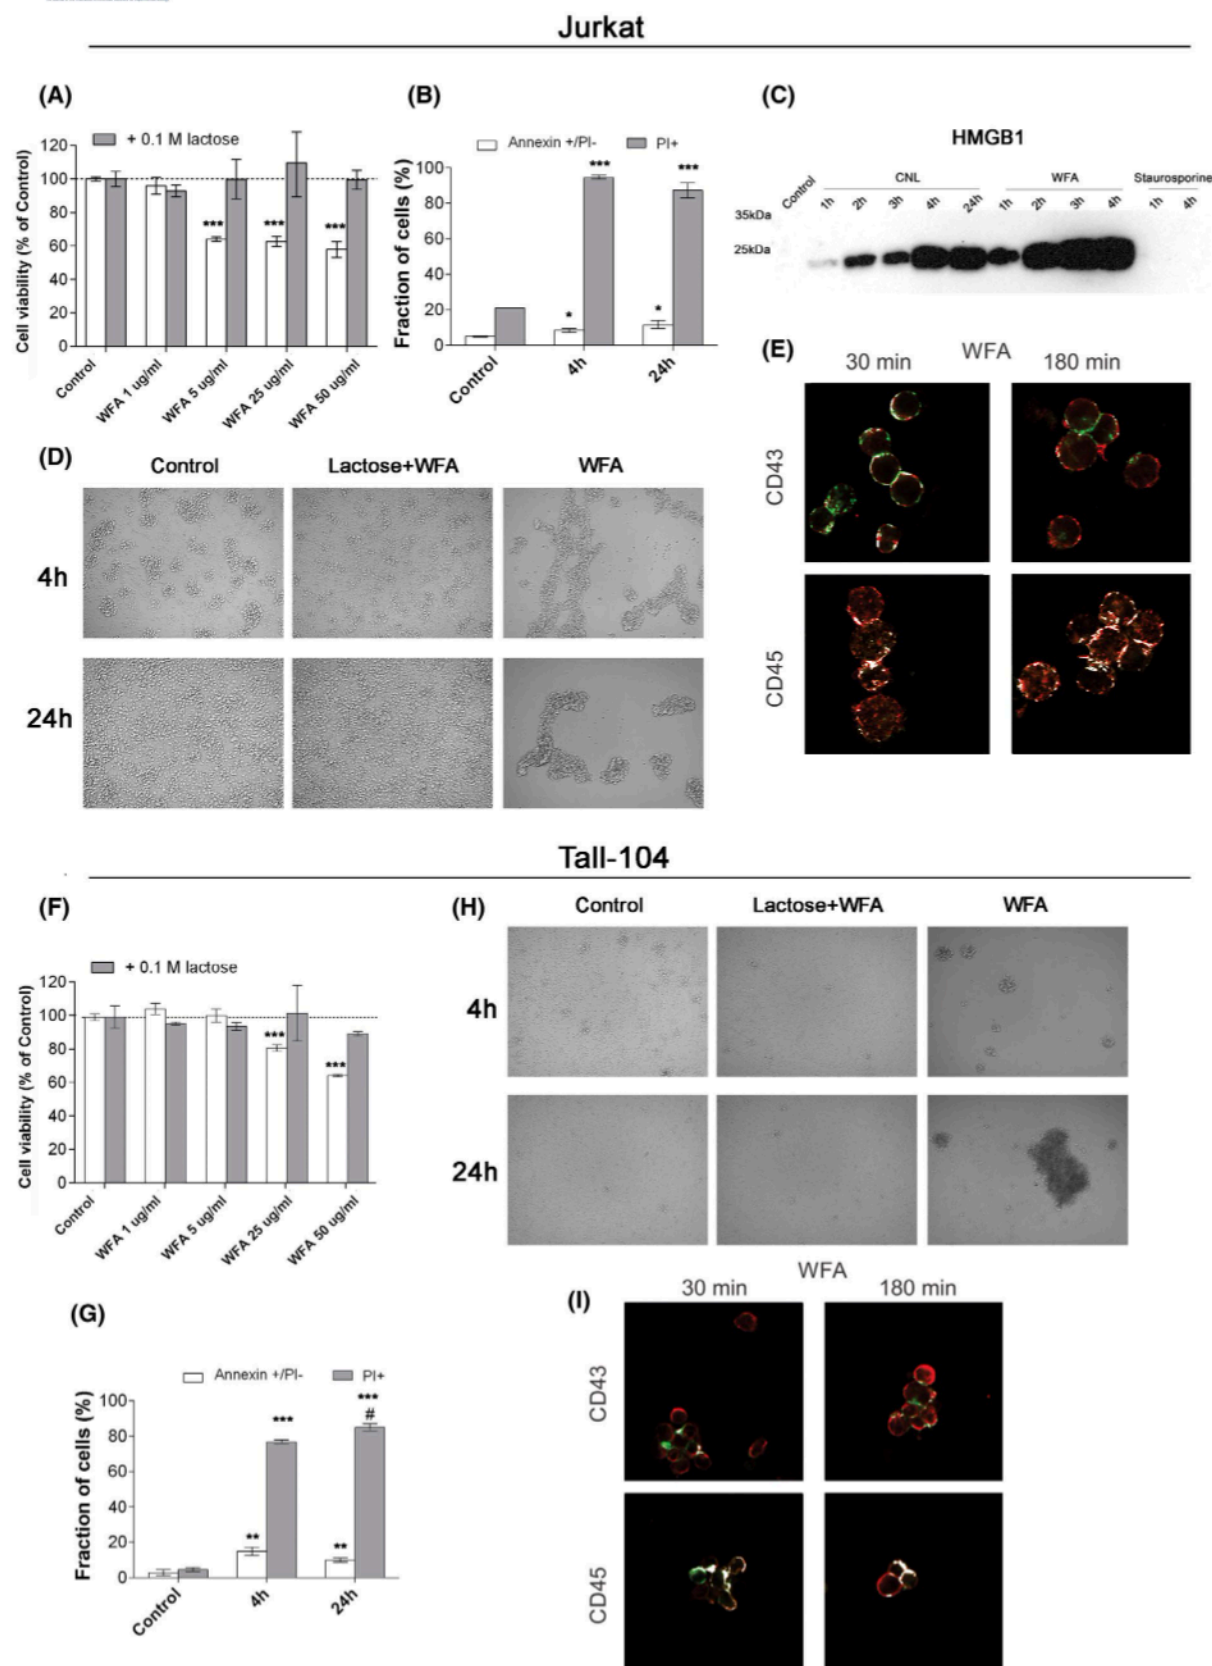 Jurkat
(A)
+ 0.1 M lactose
Cell viability (% of Control)
120
100
80
60
40
20
0
*** *** ***
Control
WFA 1 ug/ml
WFA 5 ug/ml
WFA 25 ug/ml
WFA 50 ug/ml
(B)
Annexin +/PI- PI+
Fraction of cells (%)
100
80
60
40
20
0
*** ***
* *
Control
4h
24h
(C)
HMGB1
Control CNL WFA Staurosporine
1h 2h 3h 4h 24h 1h 2h 3h 4h 1h 4h
35kDa
25kDa
(D)
Control Lactose+WFA WFA
4h
24h
(E)
WFA
30 min 180 min
CD43
CD45
Tall-104
(F)
+ 0.1 M lactose
Cell viability (% of Control)
120
100
80
60
40
20
0
*** ***
Control
WFA 1 ug/ml
WFA 5 ug/ml
WFA 25 ug/ml
WFA 50 ug/ml
(H)
Control Lactose+WFA WFA
4h
24h
(G)
Annexin +/PI- PI+
Fraction of cells (%)
100
80
60
40
20
0
*** ***
#
** **
Control
4h
24h
(I)
WFA
30 min 180 min
CD43
CD45